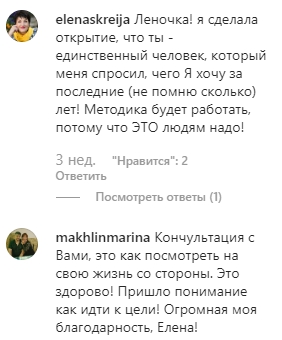 elenaskreija Леночка! я сделала
открытие, что ты -
единственный человек, который
меня спросил, чего Я хочу за
последние (не помню сколько)
лет! Методика будет работать,
потому что ЭТО людям надо!
3 нед. "Нравится": 2
Ответить
Посмотреть ответы (1)
makhlinmarina Кончультация с
Вами, это как посмотреть на
свою жизнь со стороны. Это
здорово! Пришло понимание
как идти к цели! Огромная моя
благодарность, Елена!